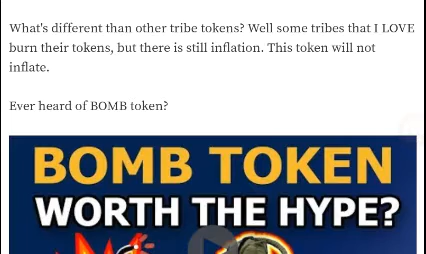 What's different than other tribe tokens? Well some tribes that I LOVE
burn their tokens, but there is still inflation. This token will not
inflate.
Ever heard of BOMB token?
BOMB TOKEN
WORTH THE HYPE?